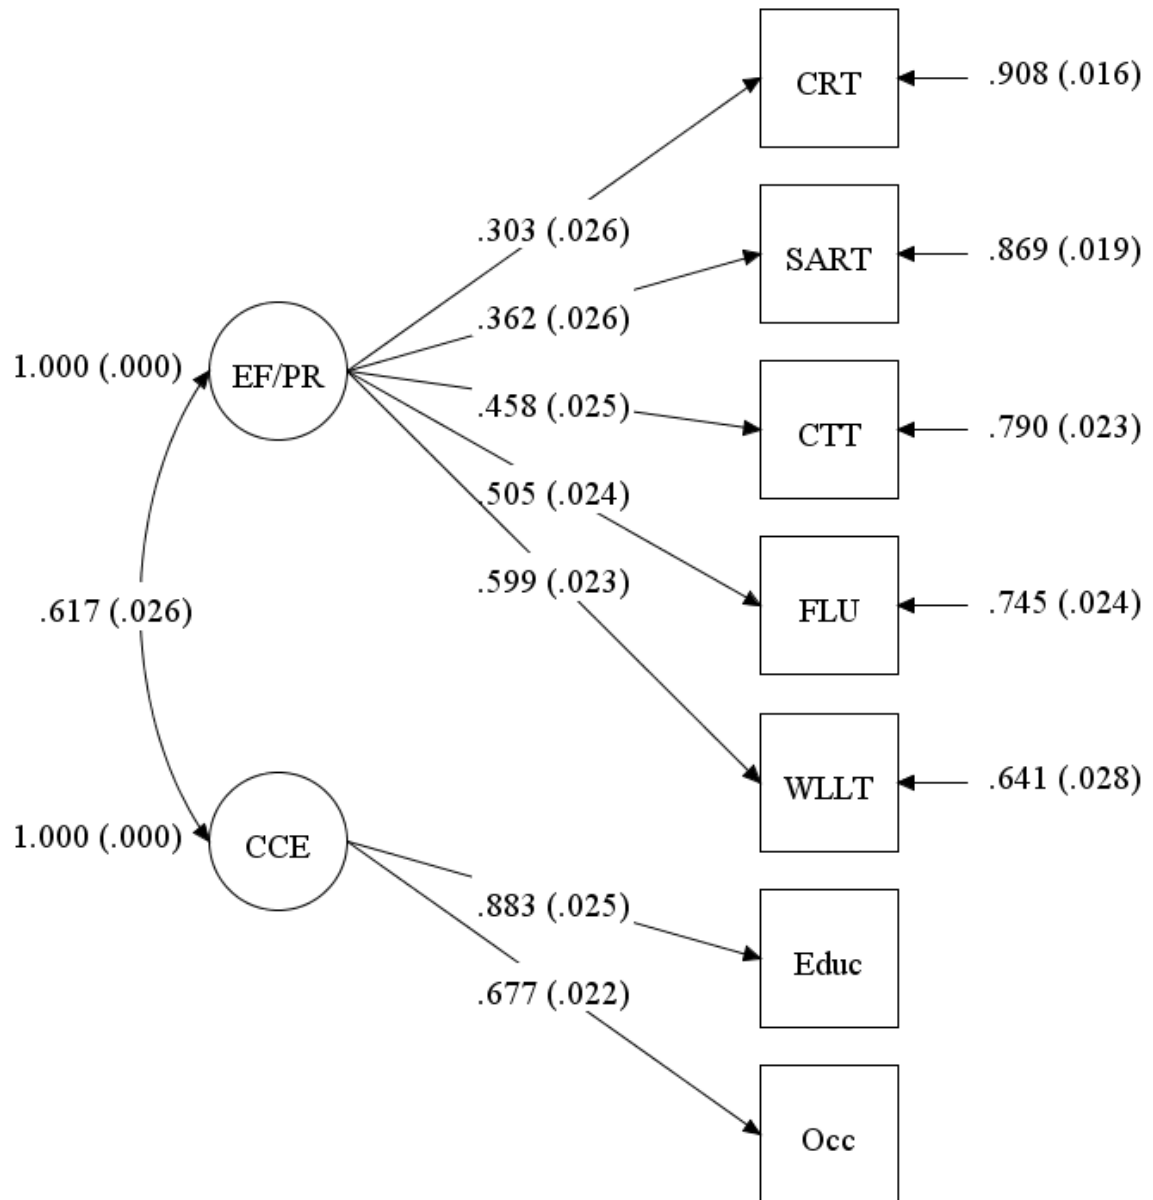 CRT
.908 (.016)
.303 (.026)
SART
.869 (.019)
.362 (.026)
1.000 (.000)
EF/PR
.458 (.025)
CTT
.790 (.023)
.505 (.024)
.599 (.023)
FLU
.745 (.024)
.617 (.026)
WLLT
.641 (.028)
1.000 (.000)
CCE
.883 (.025)
Educ
.677 (.022)
Occ